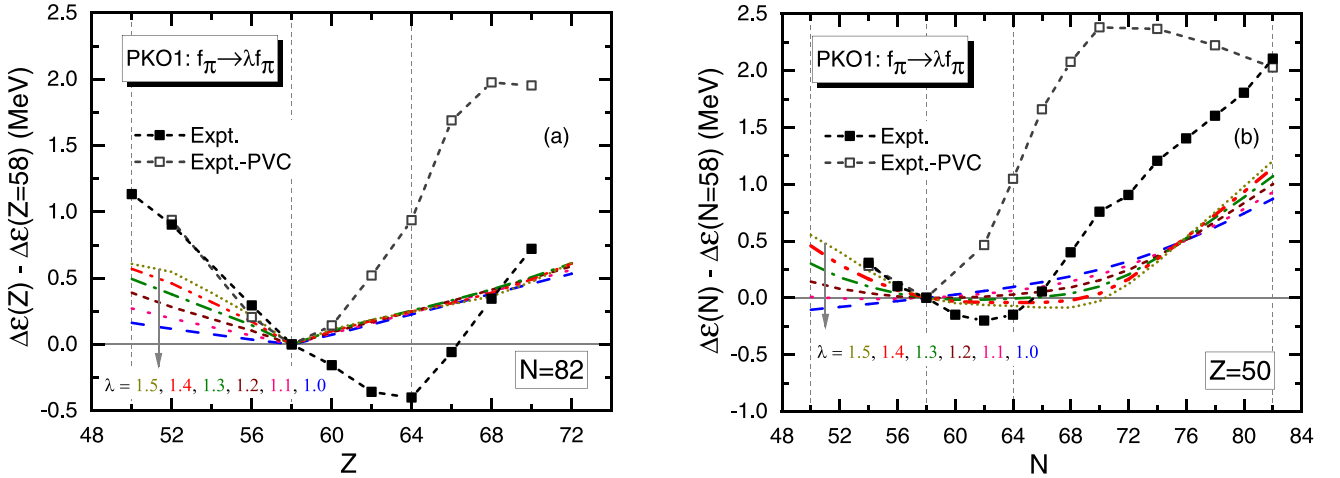 Δε(Z) - Δε(Z=58) (MeV)
2.5
2.0
1.5
1.0
0.5
0.0
-0.5
PKO1: fπ→λfπ
Expt.
Expt.-PVC
(a)
λ = 1.5, 1.4, 1.3, 1.2, 1.1, 1.0
N=82
48 52 56 60 64 68 72
Z
Δε(N) - Δε(N=58) (MeV)
2.5
2.0
1.5
1.0
0.5
0.0
-0.5
-1.0
PKO1: fπ→λfπ
Expt.
Expt.-PVC
(b)
λ = 1.5, 1.4, 1.3, 1.2, 1.1, 1.0
Z=50
48 52 56 60 64 68 72 76 80 84
N